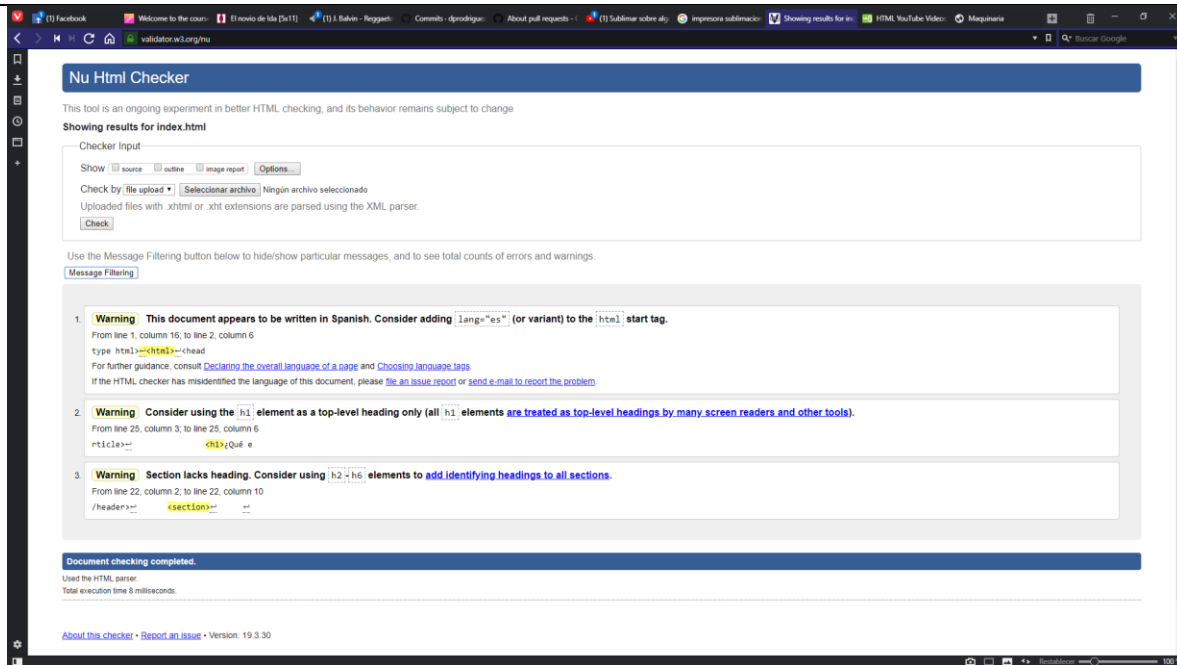 (1) Facebook
Welcome to the cours
El novio de Ida [5x11]
(1) J. Balvin - Reggaet
Commits · dprodrigue
About pull requests -
(1) Sublimar sobre alg
impresora sublimacio
Showing results for in
HTML YouTube Video
Maquinaria
validator.w3.org/nu
Buscar Google
Nu Html Checker
This tool is an ongoing experiment in better HTML checking, and its behavior remains subject to change
Showing results for index.html
Checker Input
Show source outline image report Options...
Check by file upload Seleccionar archivo Ningún archivo seleccionado
Uploaded files with .xhtml or .xht extensions are parsed using the XML parser.
Check
Use the Message Filtering button below to hide/show particular messages, and to see total counts of errors and warnings.
Message Filtering
1. Warning This document appears to be written in Spanish. Consider adding lang="es" (or variant) to the html start tag.
From line 1, column 16; to line 2, column 6
type html>↩<html>↩<head
For further guidance, consult Declaring the overall language of a page and Choosing language tags.
If the HTML checker has misidentified the language of this document, please file an issue report or send e-mail to report the problem.
2. Warning Consider using the h1 element as a top-level heading only (all h1 elements are treated as top-level headings by many screen readers and other tools).
From line 25, column 3; to line 25, column 6
rticle>↩ <h1>¿Qué e
3. Warning Section lacks heading. Consider using h2-h6 elements to add identifying headings to all sections.
From line 22, column 2; to line 22, column 10
/header>↩ <section>↩ ↩
Document checking completed.
Used the HTML parser.
Total execution time 8 milliseconds.
About this checker • Report an issue • Version: 19.3.30
Restablecer 100